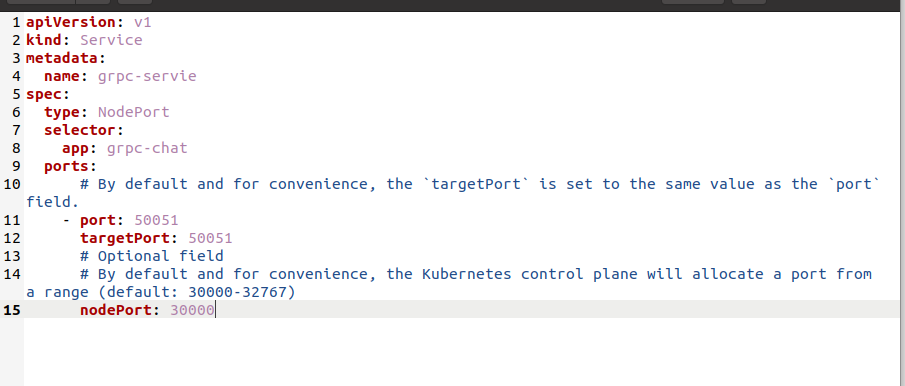 1 apiVersion: v1
2 kind: Service
3 metadata:
4   name: grpc-servie
5 spec:
6   type: NodePort
7   selector:
8     app: grpc-chat
9   ports:
10       # By default and for convenience, the `targetPort` is set to the same value as the `port`
field.
11     - port: 50051
12       targetPort: 50051
13       # Optional field
14       # By default and for convenience, the Kubernetes control plane will allocate a port from
a range (default: 30000-32767)
15       nodePort: 30000